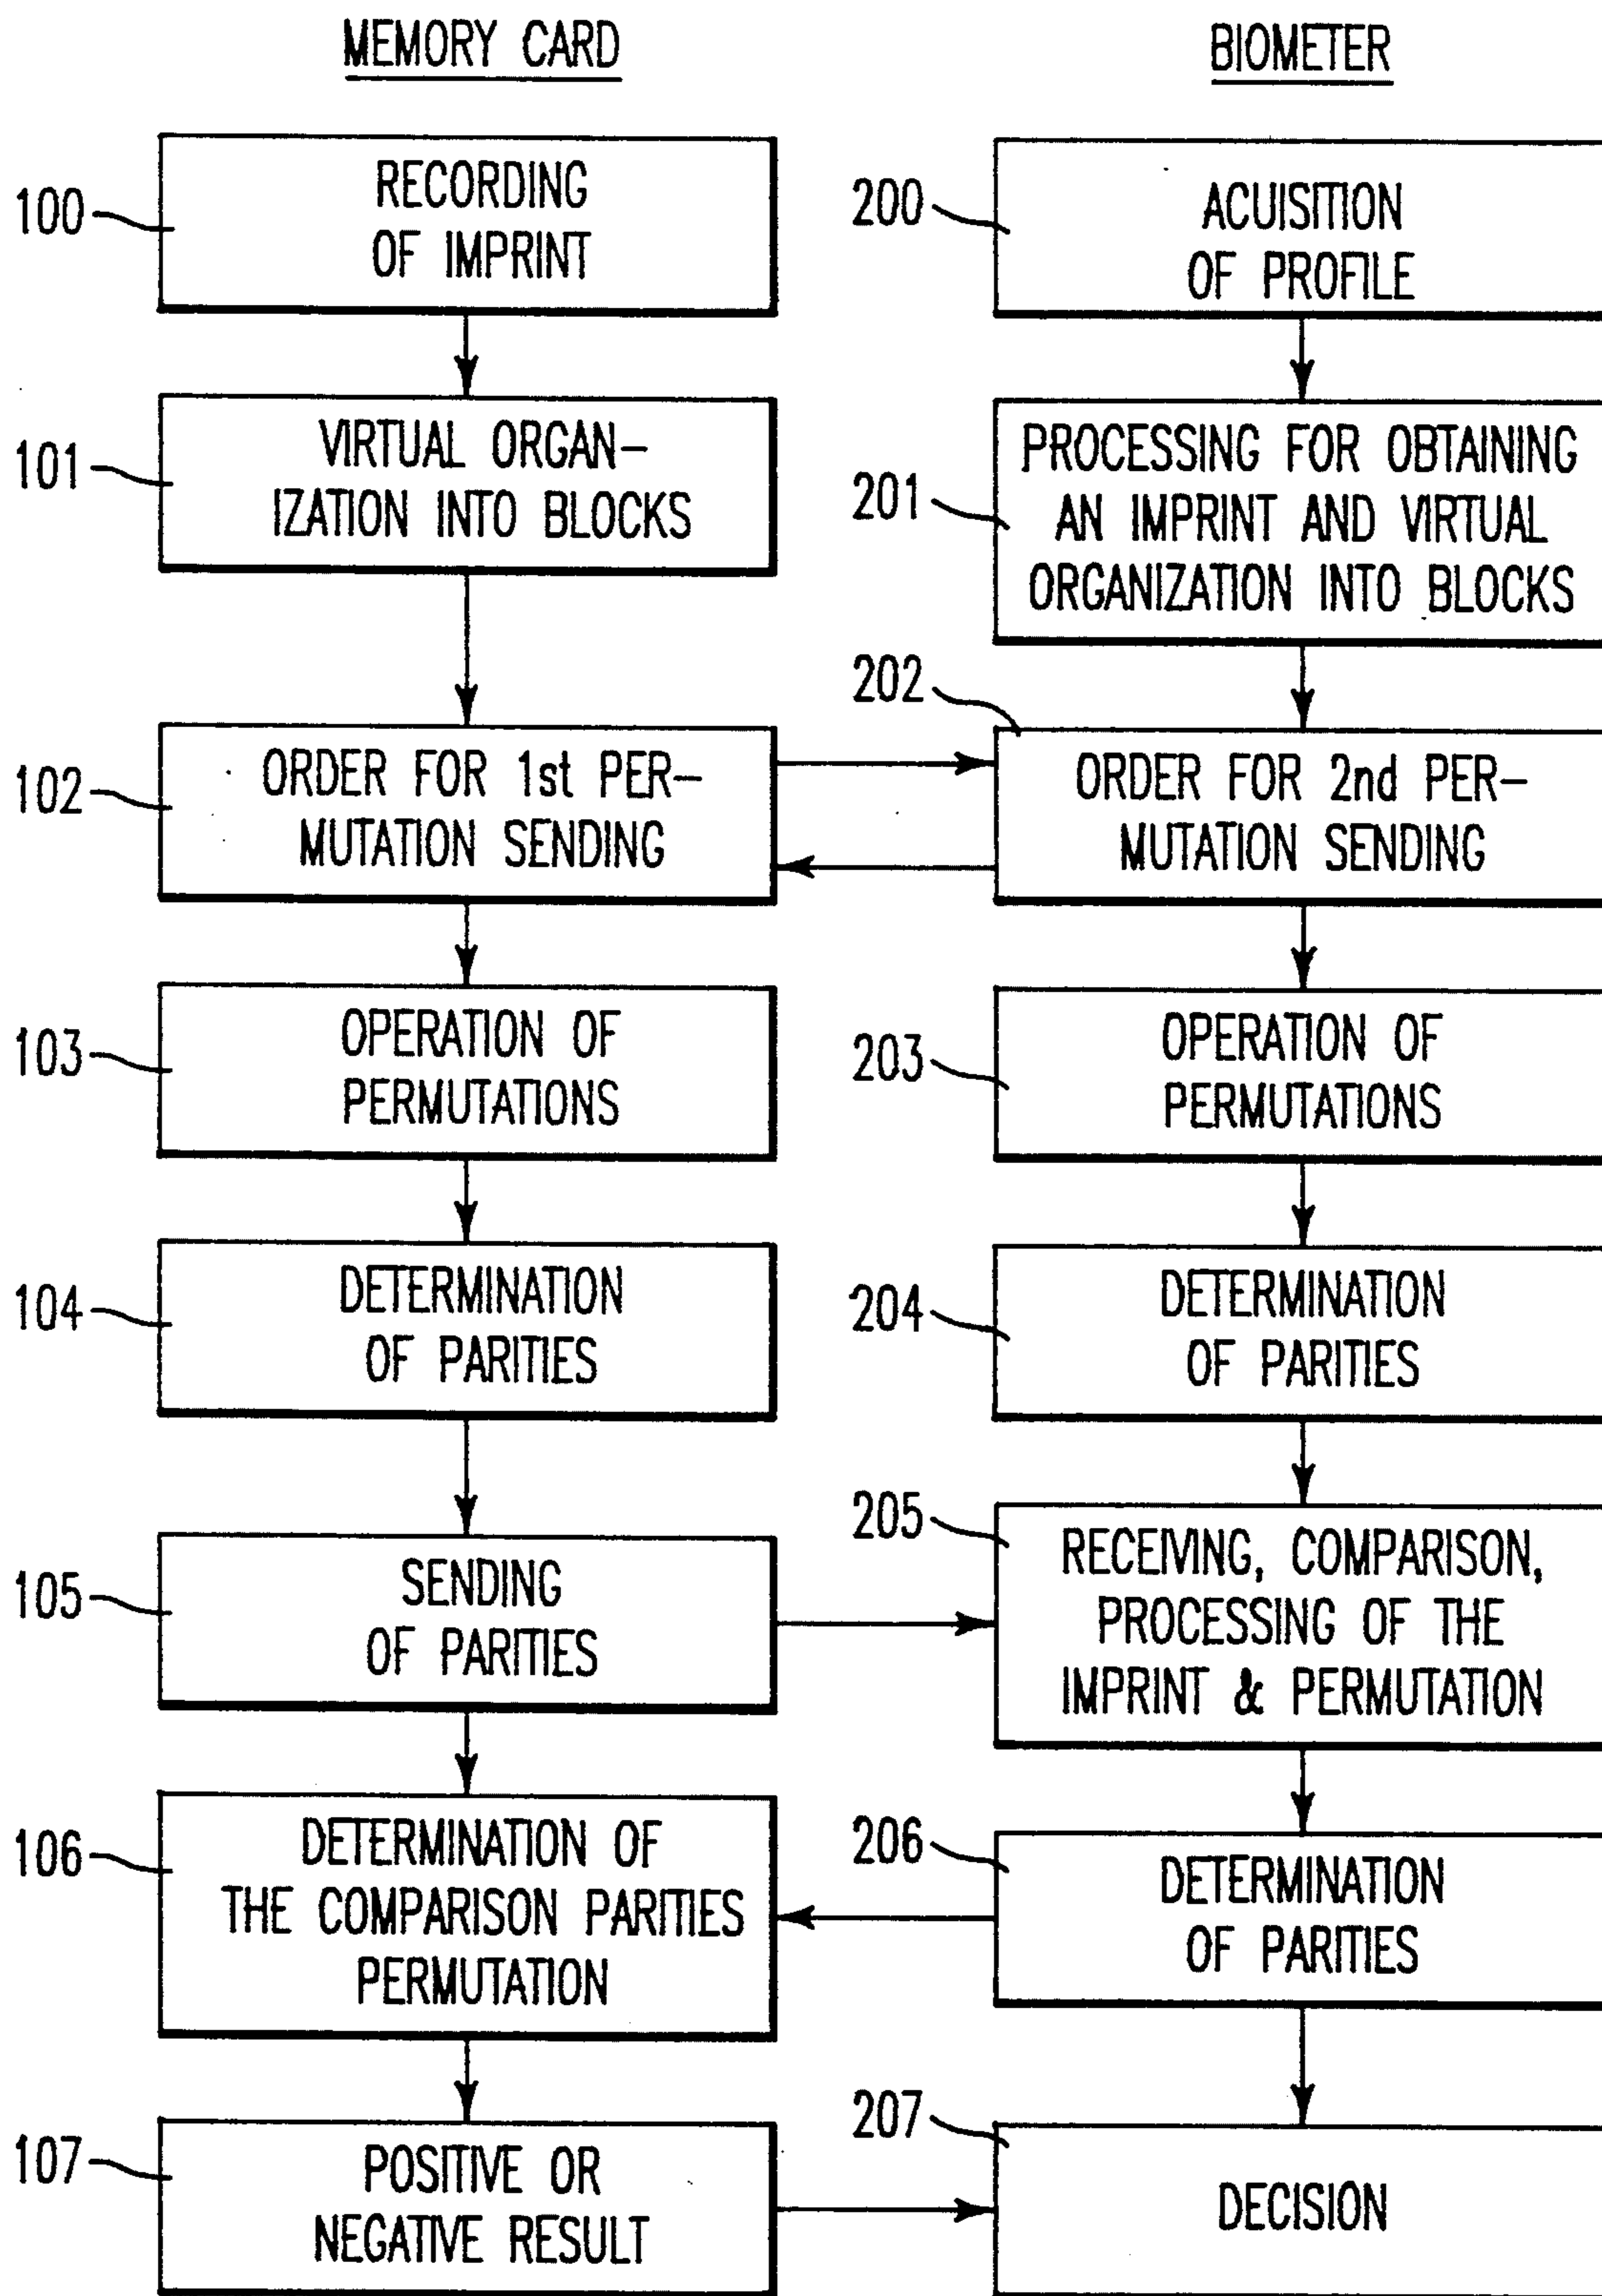 MEMORY CARD
BIOMETER
100
RECORDING
OF IMPRINT
200
ACUISITION
OF PROFILE
101
VIRTUAL ORGAN-
IZATION INTO BLOCKS
201
PROCESSING FOR OBTAINING
AN IMPRINT AND VIRTUAL
ORGANIZATION INTO BLOCKS
102
ORDER FOR 1st PER-
MUTATION SENDING
202
ORDER FOR 2nd PER-
MUTATION SENDING
103
OPERATION OF
PERMUTATIONS
203
OPERATION OF
PERMUTATIONS
104
DETERMINATION
OF PARITIES
204
DETERMINATION
OF PARITIES
105
SENDING
OF PARITIES
205
RECEIVING, COMPARISON,
PROCESSING OF THE
IMPRINT & PERMUTATION
106
DETERMINATION OF
THE COMPARISON PARITIES
PERMUTATION
206
DETERMINATION
OF PARITIES
107
POSITIVE OR
NEGATIVE RESULT
207
DECISION